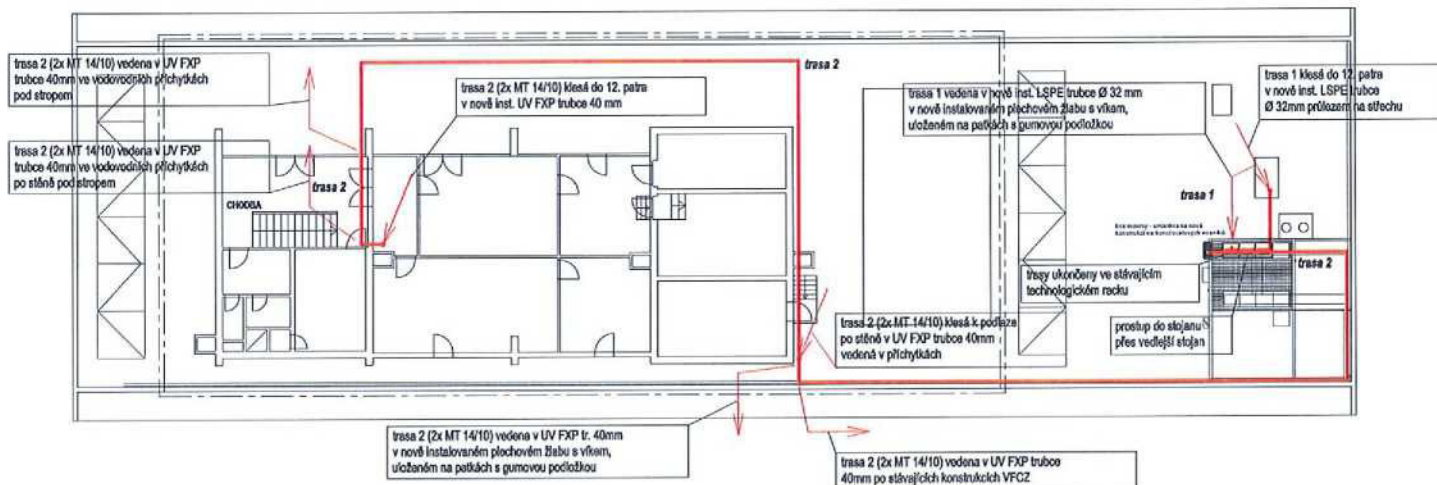 trasa 2 (2x MT 14/10) vedena v UV FXP
trubce 40mm ve vodovodních příchytkách
pod stropem
trasa 2 (2x MT 14/10) klesá do 12. patra
v nově inst. UV FXP trubce 40 mm
trasa 2
trasa 1 vedena v nově inst. LSPE trubce Ø 32 mm
v nově instalovaném plechovém žlabu s víkem,
uloženém na patkách s gumovou podložkou
trasa 1 klesá do 12. patra
v nově inst. LSPE trubce
Ø 32mm průlezem na střechu
trasa 2 (2x MT 14/10) vedena v UV FXP
trubce 40mm ve vodovodních příchytkách
po stěně pod stropem
trasa 2
CHODBA
trasa 1
trasa 2
trasy ukončeny ve stávajícím
technologickém racku
prostup do stojanu
přes vedlejší stojan
trasa 2 (2x MT 14/10) klesá k podlaze
po stěně v UV FXP trubce 40mm
vedená v příchytkách
trasa 2 (2x MT 14/10) vedena v UV FXP tr. 40mm
v nově instalovaném plechovém žlabu s víkem,
uloženém na patkách s gumovou podložkou
trasa 2 (2x MT 14/10) vedena v UV FXP trubce
40mm po stávajících konstrukcích VFCZ